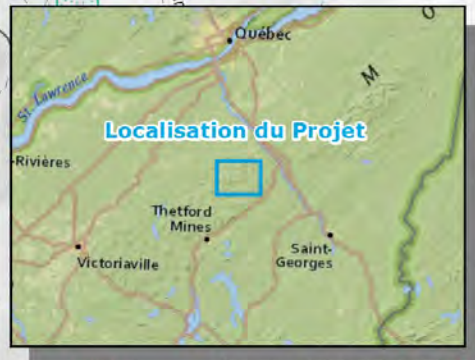 Québec
M
O
St-Lawrence
Localisation du Projet
-Rivières
Thetford
Mines
Victoriaville
Saint-
Georges